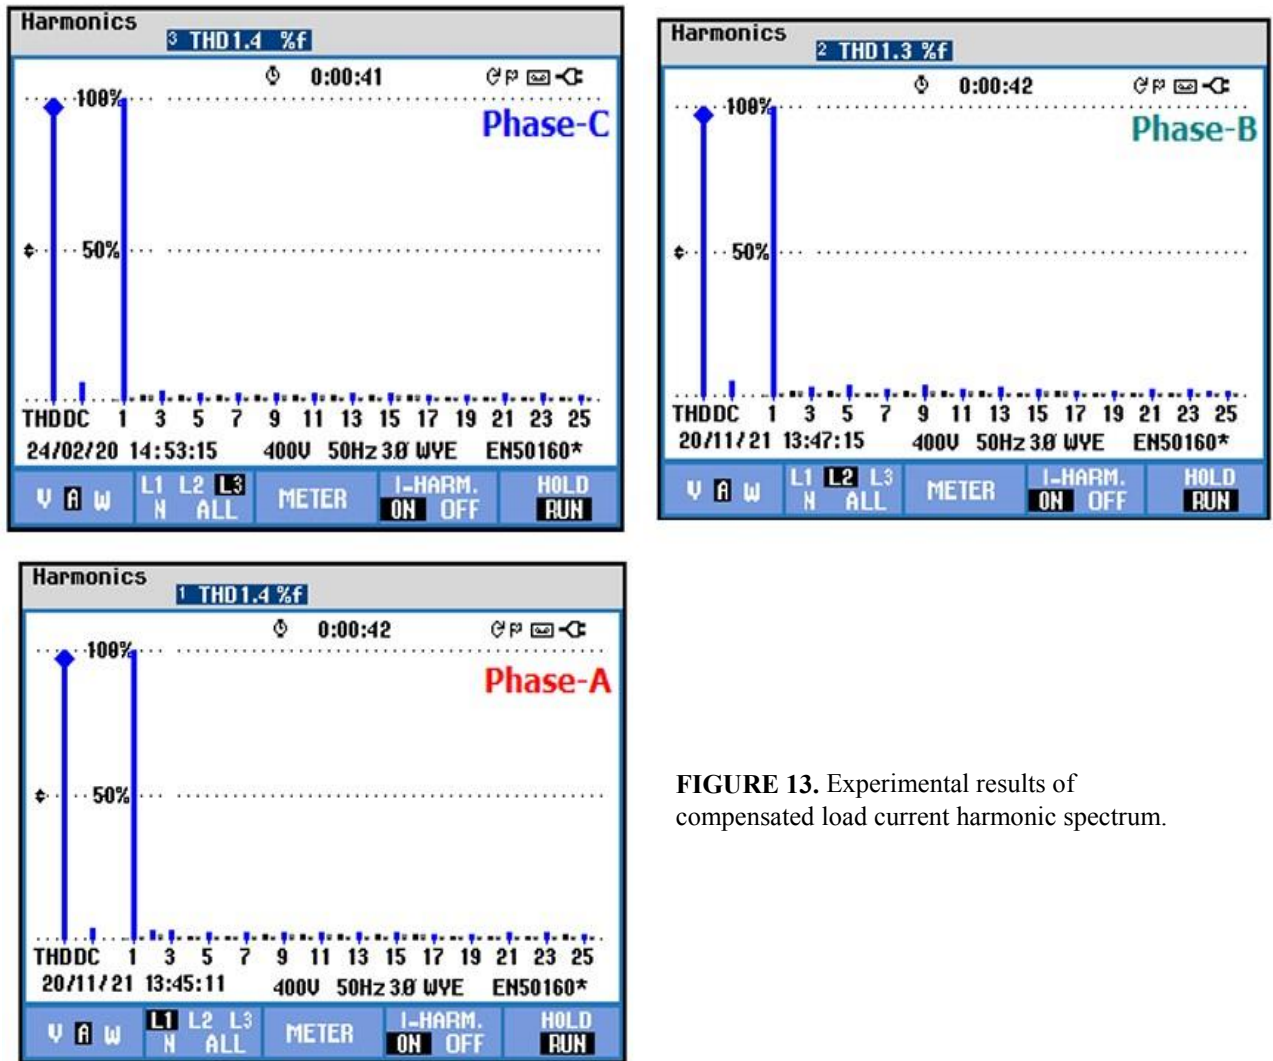 Harmonics
3 THD1.4 %f
0:00:41
100%
Phase-C
50%
THD DC 1 3 5 7 9 11 13 15 17 19 21 23 25
24/02/20 14:53:15 400V 50Hz 3Ø WYE EN50160*
V A W L1 L2 L3 METER I-HARM. HOLD
N ALL ON OFF RUN
Harmonics
2 THD1.3 %f
0:00:42
100%
Phase-B
50%
THD DC 1 3 5 7 9 11 13 15 17 19 21 23 25
20/11/21 13:47:15 400V 50Hz 3Ø WYE EN50160*
V A W L1 L2 L3 METER I-HARM. HOLD
N ALL ON OFF RUN
Harmonics
1 THD1.4 %f
0:00:42
100%
Phase-A
50%
THD DC 1 3 5 7 9 11 13 15 17 19 21 23 25
20/11/21 13:45:11 400V 50Hz 3Ø WYE EN50160*
V A W L1 L2 L3 METER I-HARM. HOLD
N ALL ON OFF RUN
FIGURE 13. Experimental results of
compensated load current harmonic spectrum.